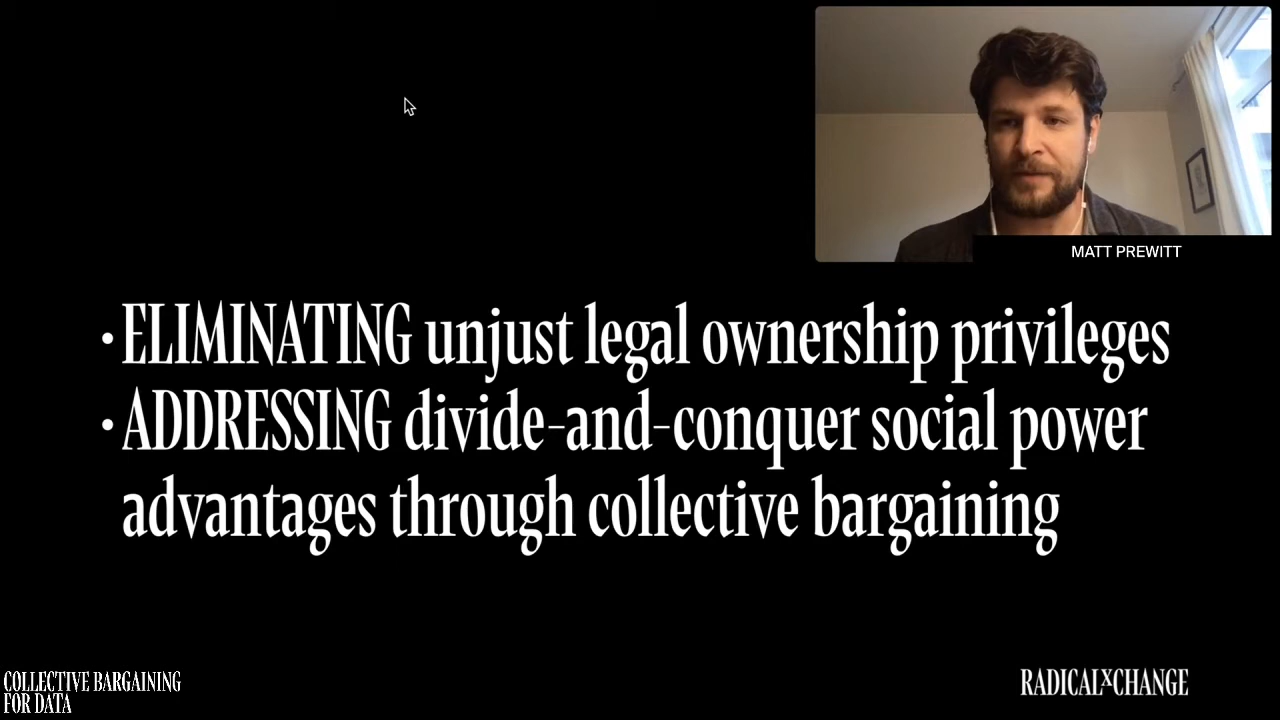 MATT PREWITT
• ELIMINATING unjust legal ownership privileges
• ADDRESSING divide-and-conquer social power
advantages through collective bargaining
COLLECTIVE BARGAINING
FOR DATA
RADICALXCHANGE